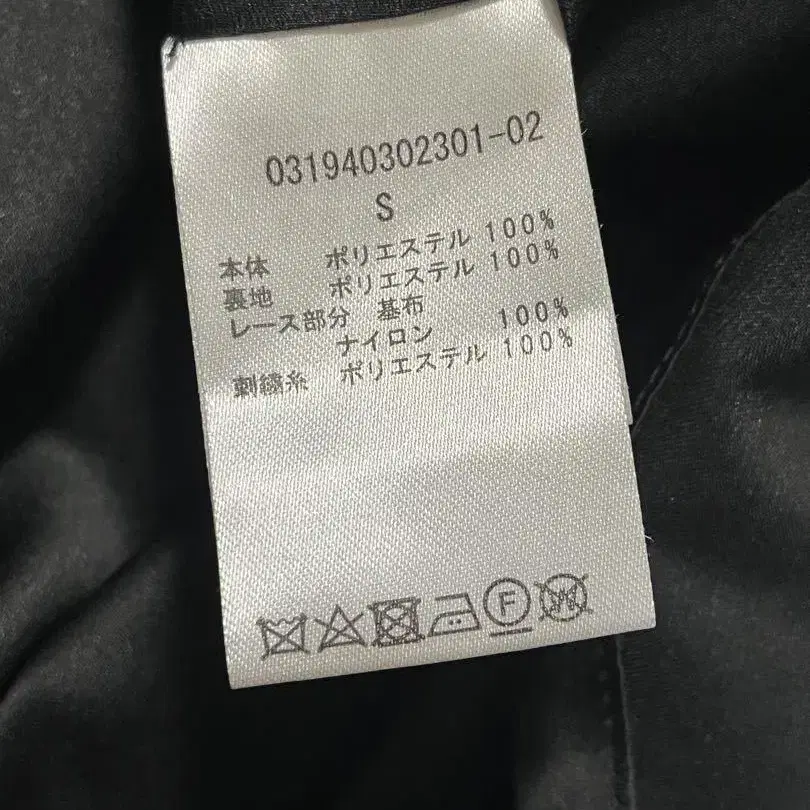 031940302301-02
S
本体 ポリエステル 100%
裏地 ポリエステル 100%
レース部分 基布
ナイロン 100%
刺繍糸 ポリエステル 100%
F
W